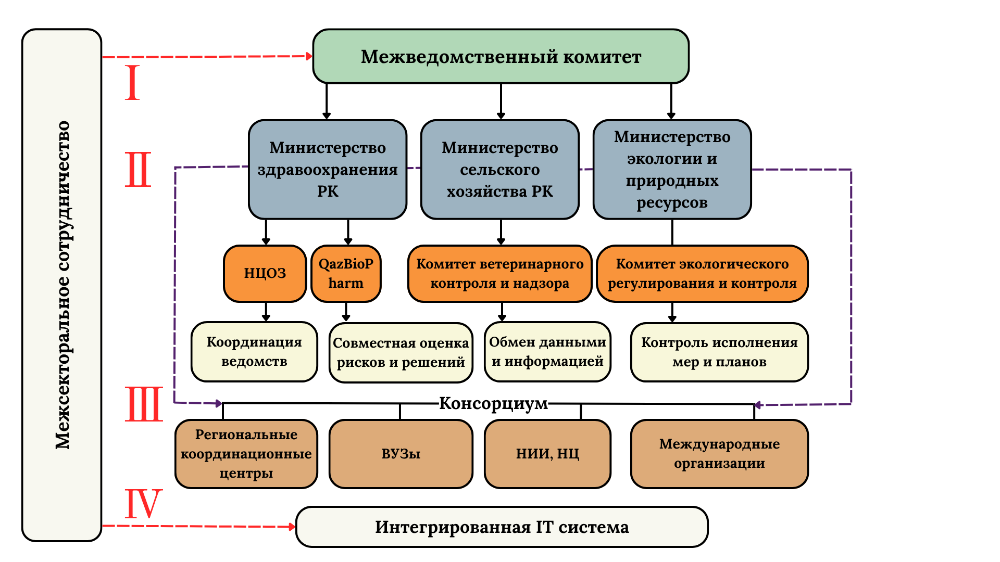 Межсекторальное сотрудничество
I
Межведомственный комитет
II
Министерство
здравоохранения
РК
Министерство
сельского
хозяйства РК
Министерство
экологии и
природных
ресурсов
НЦОЗ
QazBioP
harm
Комитет ветеринарного
контроля и надзора
Комитет экологического
регулирования и контроля
Координация
ведомств
Совместная оценка
рисков и решений
Обмен данными
и информацией
Контроль исполнения
мер и планов
III
Консорциум
Региональные
координационные
центры
ВУЗы
НИИ, НЦ
Международные
организации
IV
Интегрированная IT система